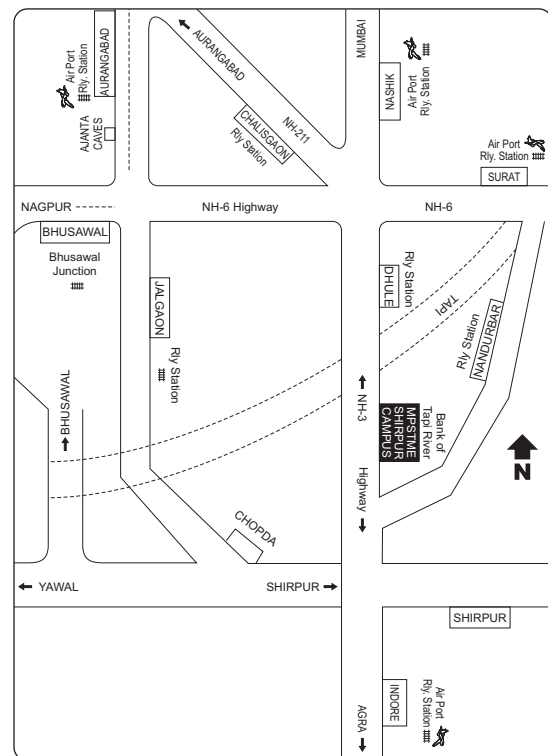 Air Port
Rly. Station
AURANGABAD
AJANTA
CAVES
AURANGABAD
NH-211
CHALISGAON
Rly Station
MUMBAI
NASHIK
Air Port
Rly. Station
Air Port
Rly. Station
SURAT
NAGPUR
NH-6 Highway
NH-6
BHUSAWAL
Bhusawal
Junction
JALGAON
Rly Station
DHULE
Rly Station
TAPI
Rly Station
NANDURBAR
BHUSAWAL
NH-3
Highway
MPSTME
SHIRPUR
CAMPUS
Bank of
Tapi River
N
CHOPDA
YAWAL
SHIRPUR
SHIRPUR
INDORE
Air Port
Rly. Station
AGRA